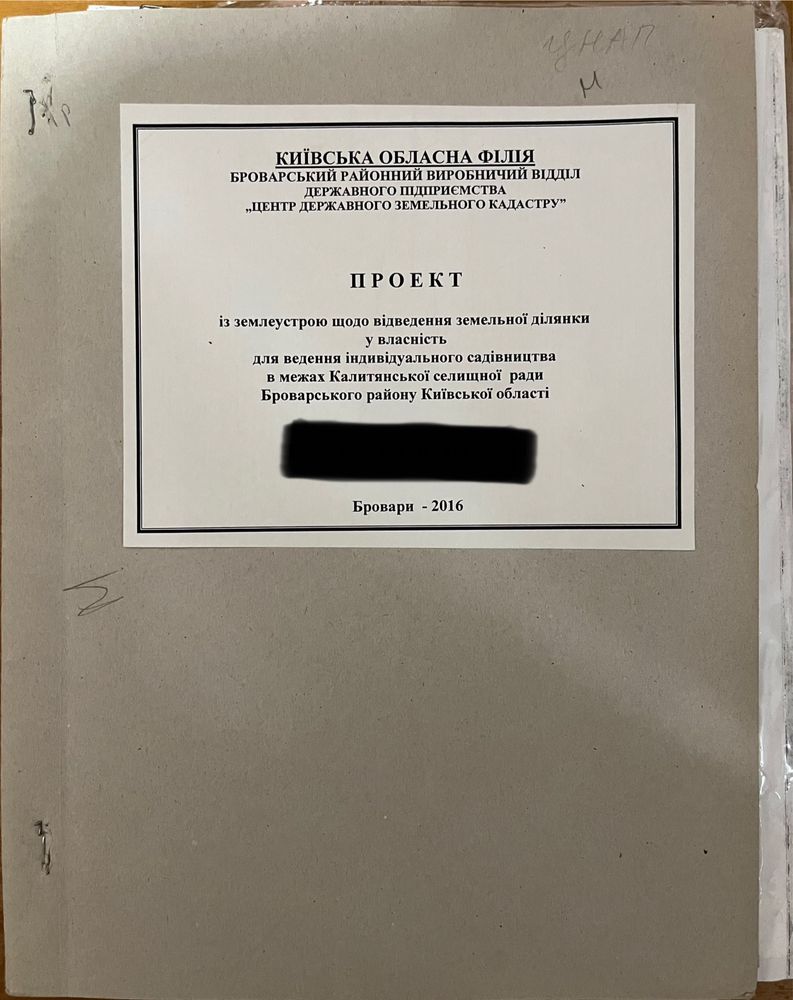 ЦНАП
М
КИЇВСЬКА ОБЛАСНА ФІЛІЯ
БРОВАРСЬКИЙ РАЙОННИЙ ВИРОБНИЧИЙ ВІДДІЛ
ДЕРЖАВНОГО ПІДПРИЄМСТВА
„ЦЕНТР ДЕРЖАВНОГО ЗЕМЕЛЬНОГО КАДАСТРУ”
ПРОЕКТ
із землеустрою щодо відведення земельної ділянки
у власність
для ведення індивідуального садівництва
в межах Калитянської селищної ради
Броварського району Київської області
Бровари - 2016